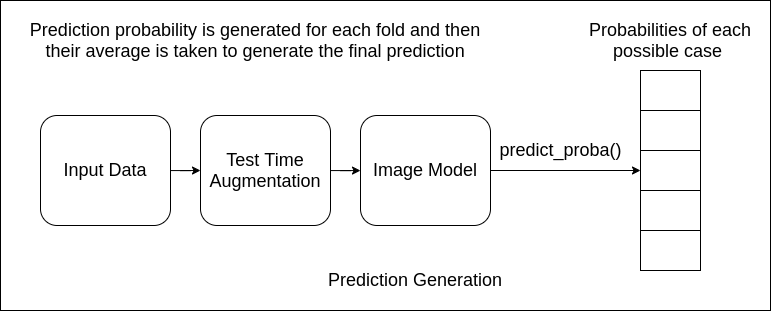 Prediction probability is generated for each fold and then
their average is taken to generate the final prediction
Probabilities of each
possible case
Input Data
Test Time
Augmentation
Image Model
predict_proba()
Prediction Generation